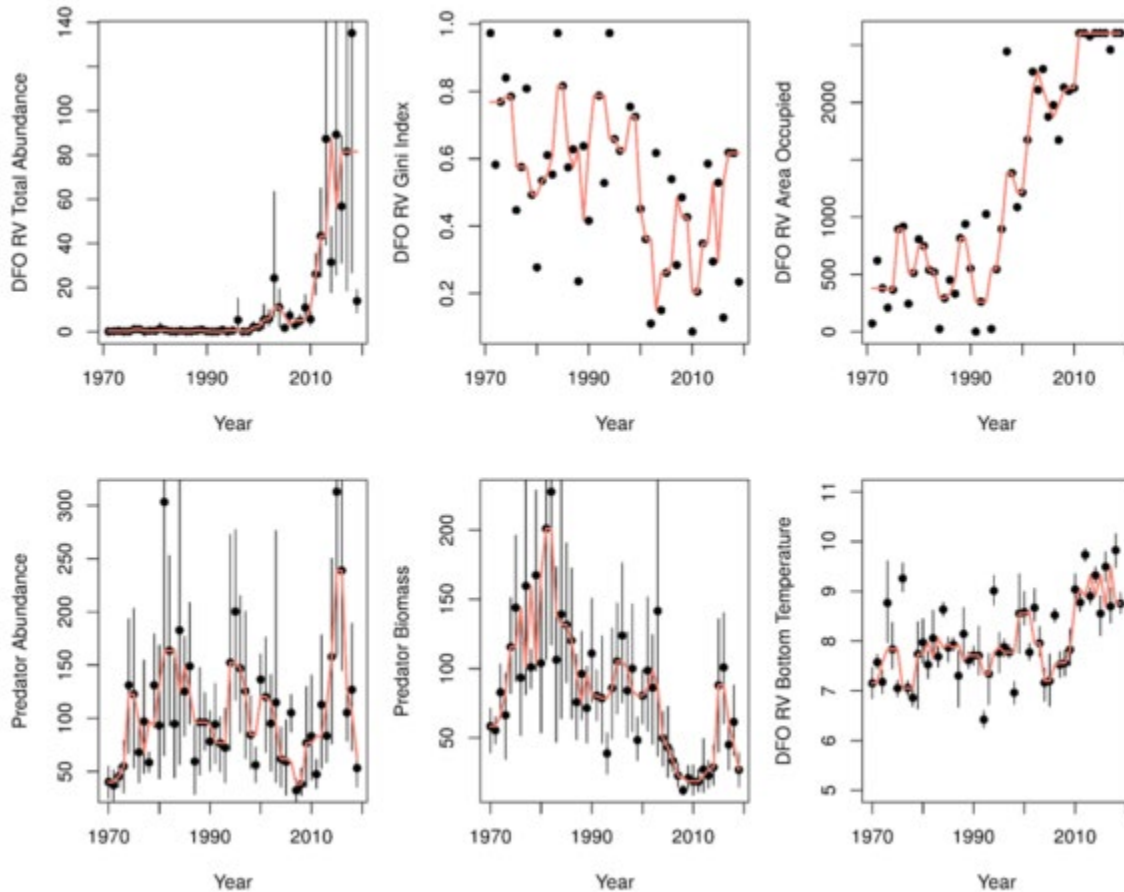 DFO RV Total Abundance
0 20 40 60 80 100 140
1970 1990 2010
Year
DFO RV Gini Index
0.2 0.4 0.6 0.8 1.0
1970 1990 2010
Year
DFO RV Area Occupied
0 500 1000 2000
1970 1990 2010
Year
Predator Abundance
50 100 150 200 250 300
1970 1990 2010
Year
Predator Biomass
50 100 150 200
1970 1990 2010
Year
DFO RV Bottom Temperature
5 6 7 8 9 10 11
1970 1990 2010
Year